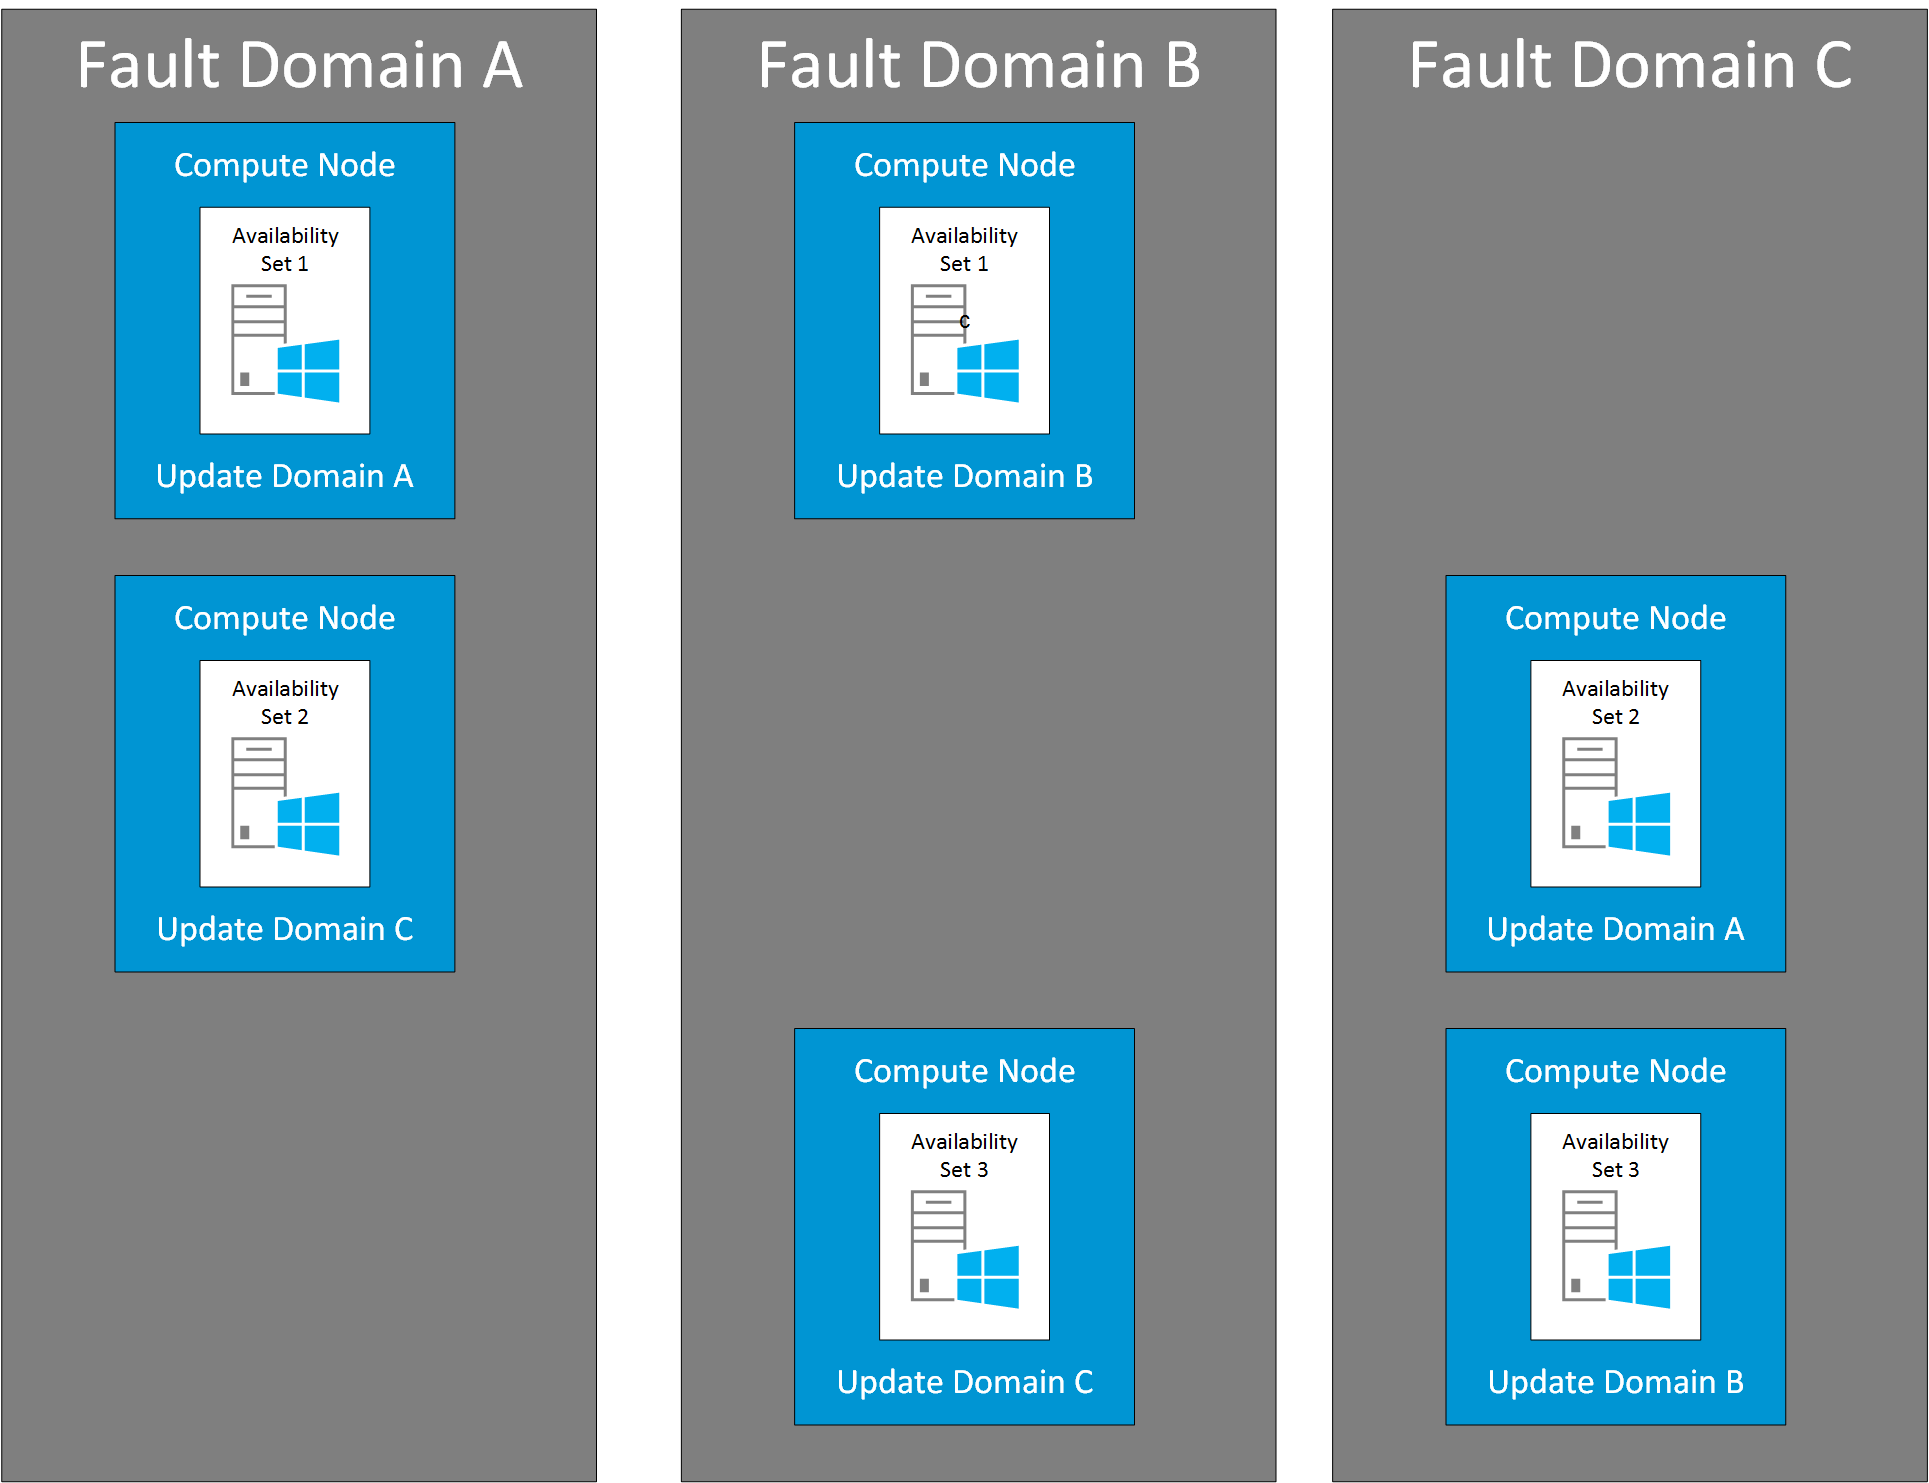 Fault Domain A
Compute Node
Availability
Set 1
Update Domain A
Compute Node
Availability
Set 2
Update Domain C
Fault Domain B
Compute Node
Availability
Set 1
c
Update Domain B
Compute Node
Availability
Set 3
Update Domain C
Fault Domain C
Compute Node
Availability
Set 2
Update Domain A
Compute Node
Availability
Set 3
Update Domain B